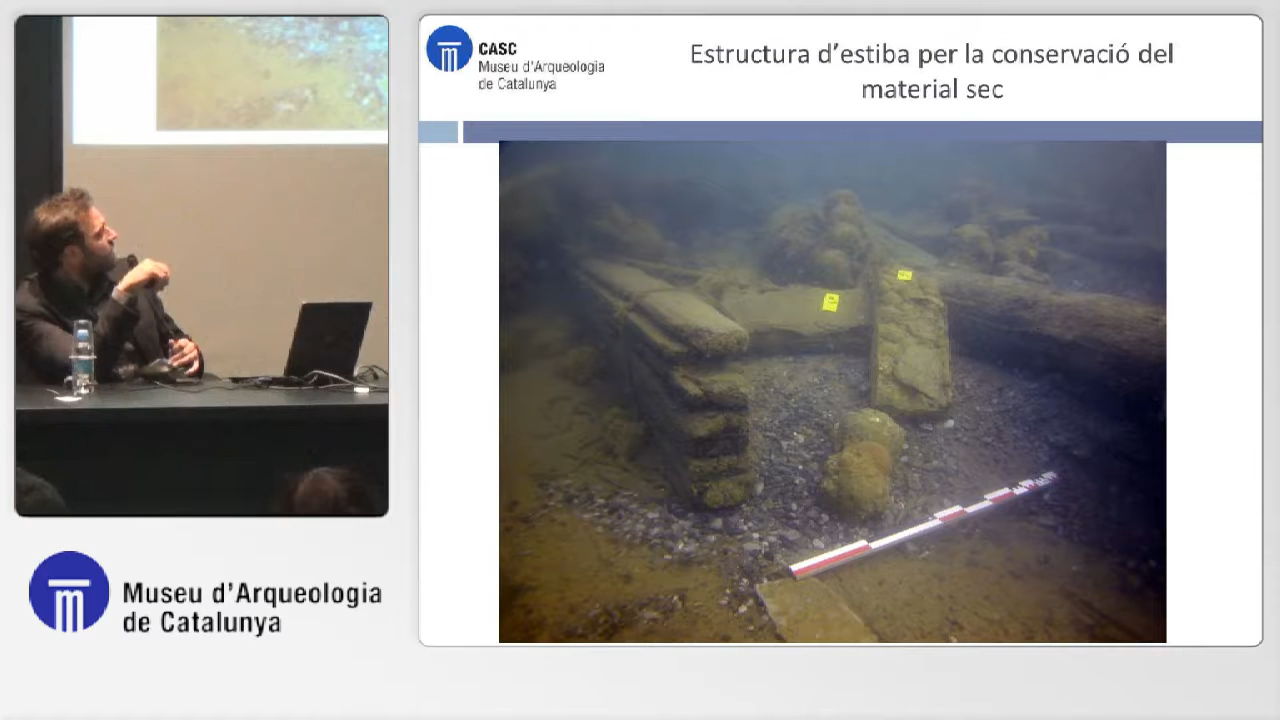 CASC
Museu d'Arqueologia
de Catalunya
Estructura d'estiba per la conservació del
material sec
Museu d'Arqueologia
de Catalunya